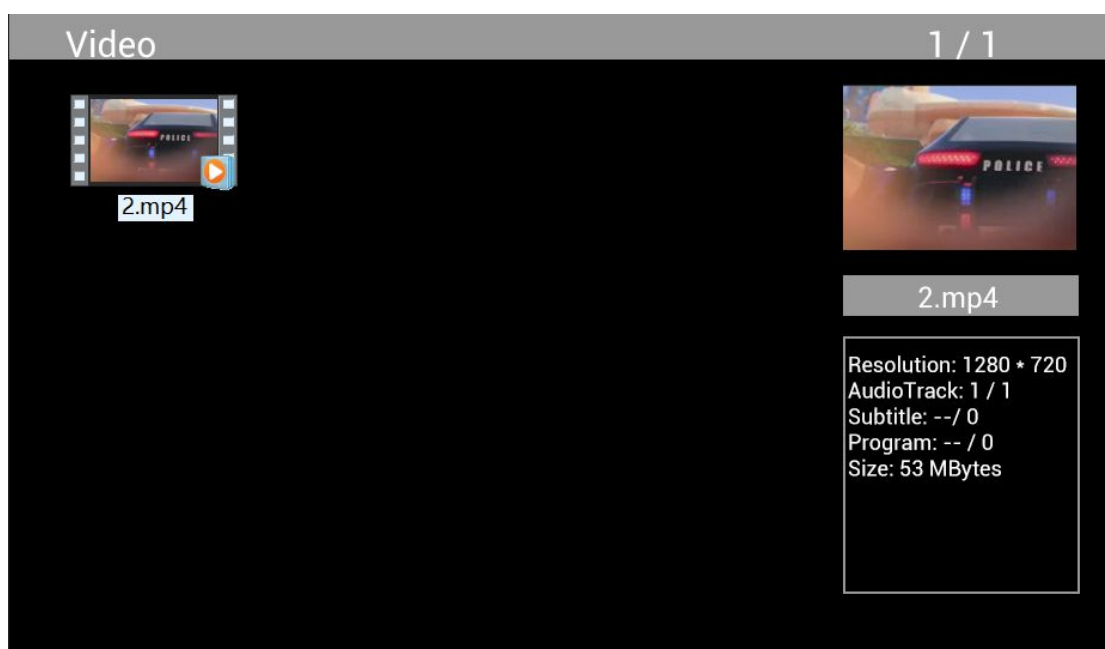 Video
1 / 1
POLICE
2.mp4
POLICE
2.mp4
Resolution: 1280 * 720
AudioTrack: 1 / 1
Subtitle: --/ 0
Program: -- / 0
Size: 53 MBytes